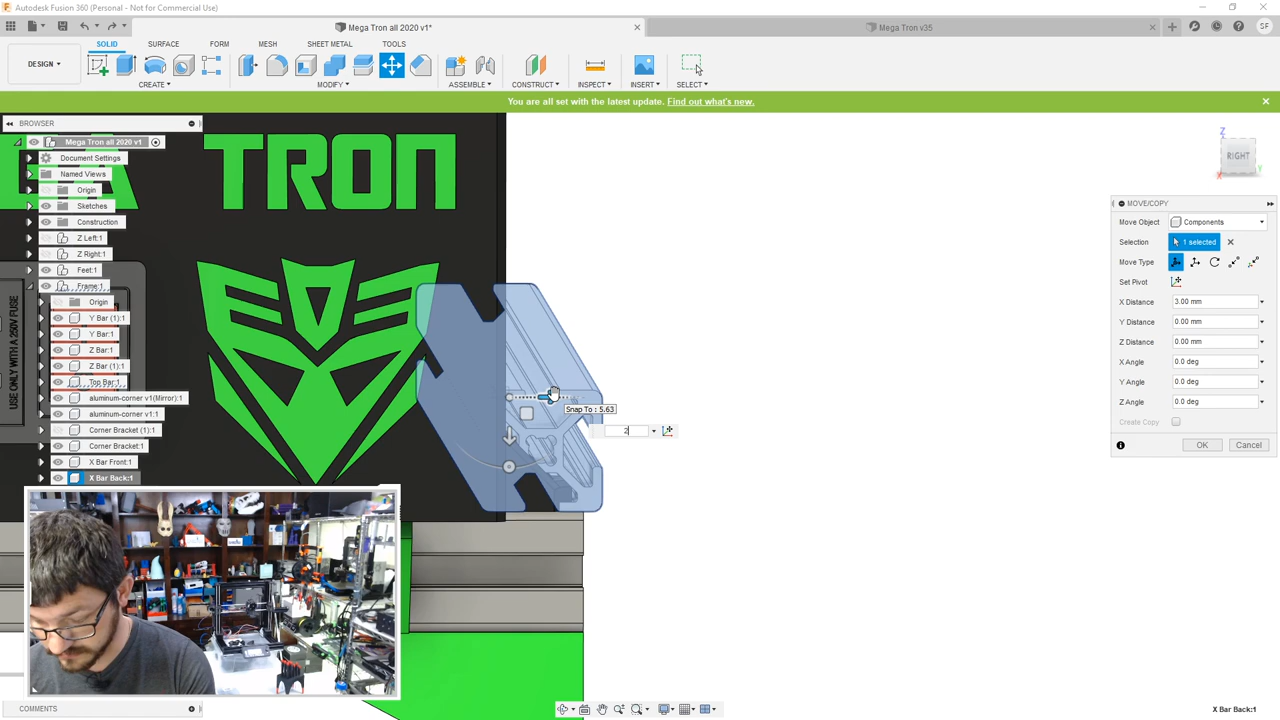 Autodesk Fusion 360 (Personal - Not for Commercial Use)
Mega Tron all 2020 v1*
Mega Tron v35
SF
DESIGN
SOLID
SURFACE
FORM
MESH
SHEET METAL
TOOLS
CREATE
MODIFY
ASSEMBLE
CONSTRUCT
INSPECT
INSERT
SELECT
You are all set with the latest update. Find out what's new.
BROWSER
Mega Tron all 2020 v1
Document Settings
Named Views
Origin
Sketches
Construction
Z Left:1
Z Right:1
Feet:1
Frame:1
Origin
Y Bar (1):1
Y Bar:1
Z Bar:1
Z Bar (1):1
Top Bar:1
aluminum-corner v1(Mirror):1
aluminum-corner v1:1
Corner Bracket (1):1
Corner Bracket:1
X Bar Front:1
X Bar Back:1
TRON
USE ONLY WITH A 250V FUSE
Snap To : 5.63
2
Z
RIGHT
X
Y
MOVE/COPY
Move Object
Components
Selection
1 selected
Move Type
Set Pivot
X Distance
3.00 mm
Y Distance
0.00 mm
Z Distance
0.00 mm
X Angle
0.0 deg
Y Angle
0.0 deg
Z Angle
0.0 deg
Create Copy
OK
Cancel
COMMENTS
X Bar Back:1